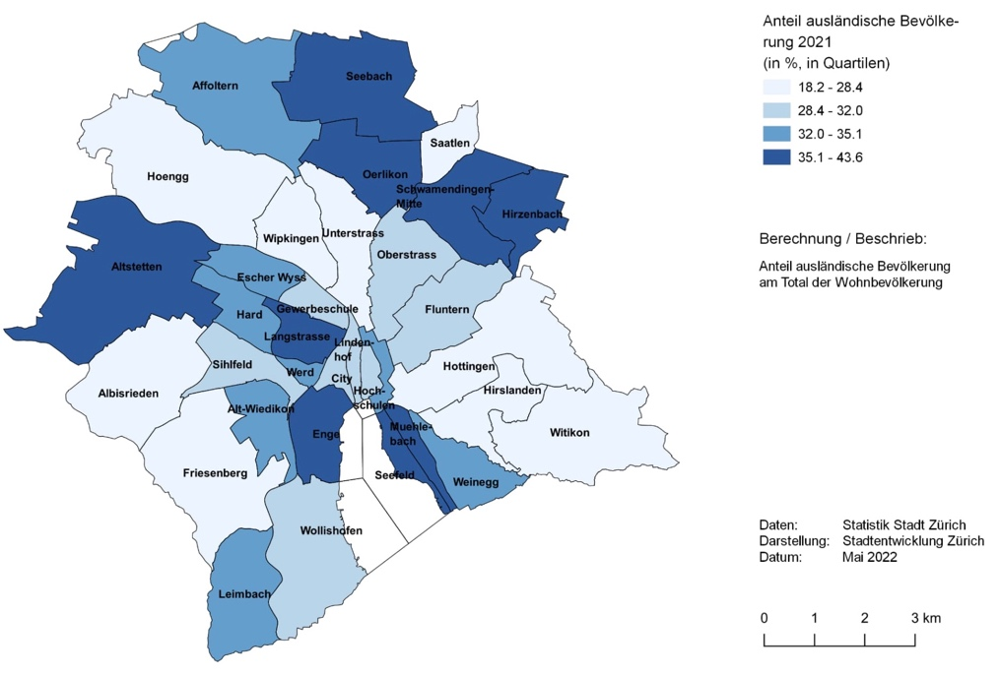 Anteil ausländische Bevölke-
rung 2021
(in %, in Quartilen)
18.2 - 28.4
28.4 - 32.0
32.0 - 35.1
35.1 - 43.6
Berechnung / Beschrieb:
Anteil ausländische Bevölkerung
am Total der Wohnbevölkerung
Daten: Statistik Stadt Zürich
Darstellung: Stadtentwicklung Zürich
Datum: Mai 2022
0 1 2 3 km
Seebach
Affoltern
Saatlen
Oerlikon
Hoengg
Schwamendingen-
Mitte
Hirzenbach
Unterstrass
Wipkingen
Oberstrass
Altstetten
Escher Wyss
Gewerbeschule
Fluntern
Hard
Langstrasse
Linden-
hof
Sihlfeld
Hottingen
Werd
City
Hirslanden
Hoch-
schulen
Albisrieden
Alt-Wiedikon
Muehle-
bach
Enge
Witikon
Friesenberg
Seefeld
Weinegg
Wollishofen
Leimbach